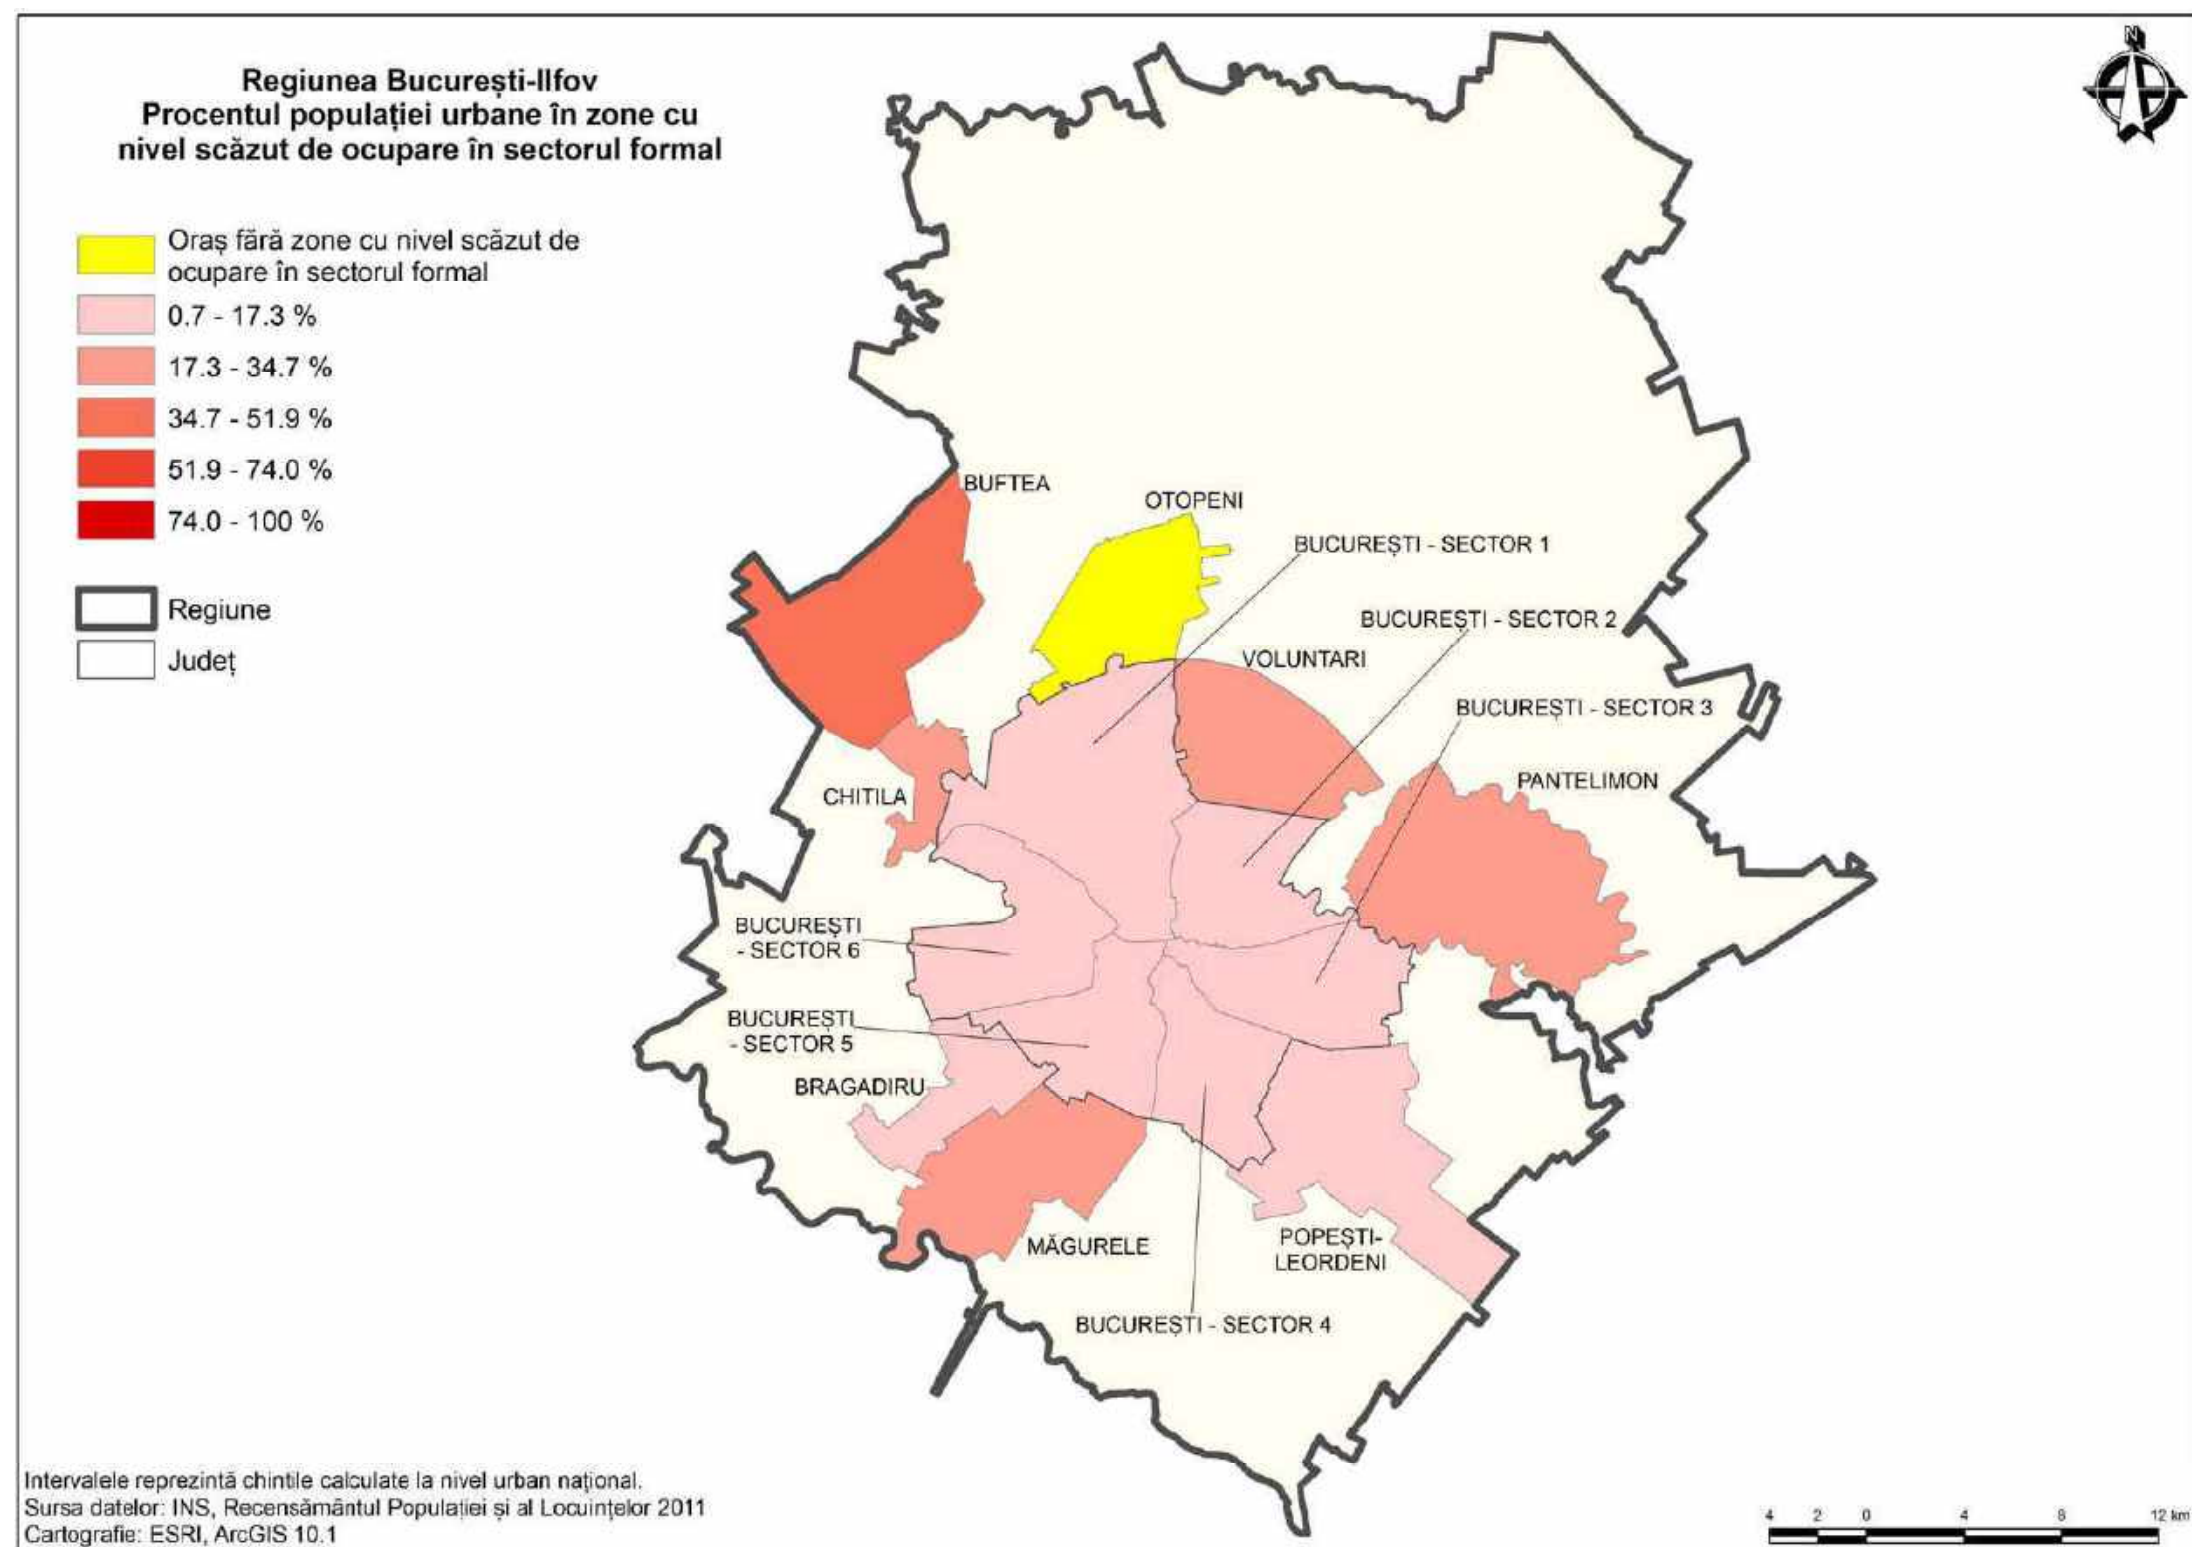 Regiunea București-Ilfov
Procentul populației urbane în zone cu
nivel scăzut de ocupare în sectorul formal
Oraș fără zone cu nivel scăzut de
ocupare în sectorul formal
0.7 - 17.3 %
17.3 - 34.7 %
34.7 - 51.9 %
51.9 - 74.0 %
74.0 - 100 %
Regiune
Județ
N
BUFTEA
OTOPENI
BUCUREȘTI - SECTOR 1
BUCUREȘTI - SECTOR 2
VOLUNTARI
BUCUREȘTI - SECTOR 3
PANTELIMON
CHITILA
BUCUREȘTI
- SECTOR 6
BUCUREȘTI
- SECTOR 5
BRAGADIRU
MĂGURELE
POPEȘTI-
LEORDENI
BUCUREȘTI - SECTOR 4
Intervalele reprezintă chintile calculate la nivel urban național.
Sursa datelor: INS, Recensământul Populației și al Locuințelor 2011
Cartografie: ESRI, ArcGIS 10.1
4 2 0 4 8 12 km